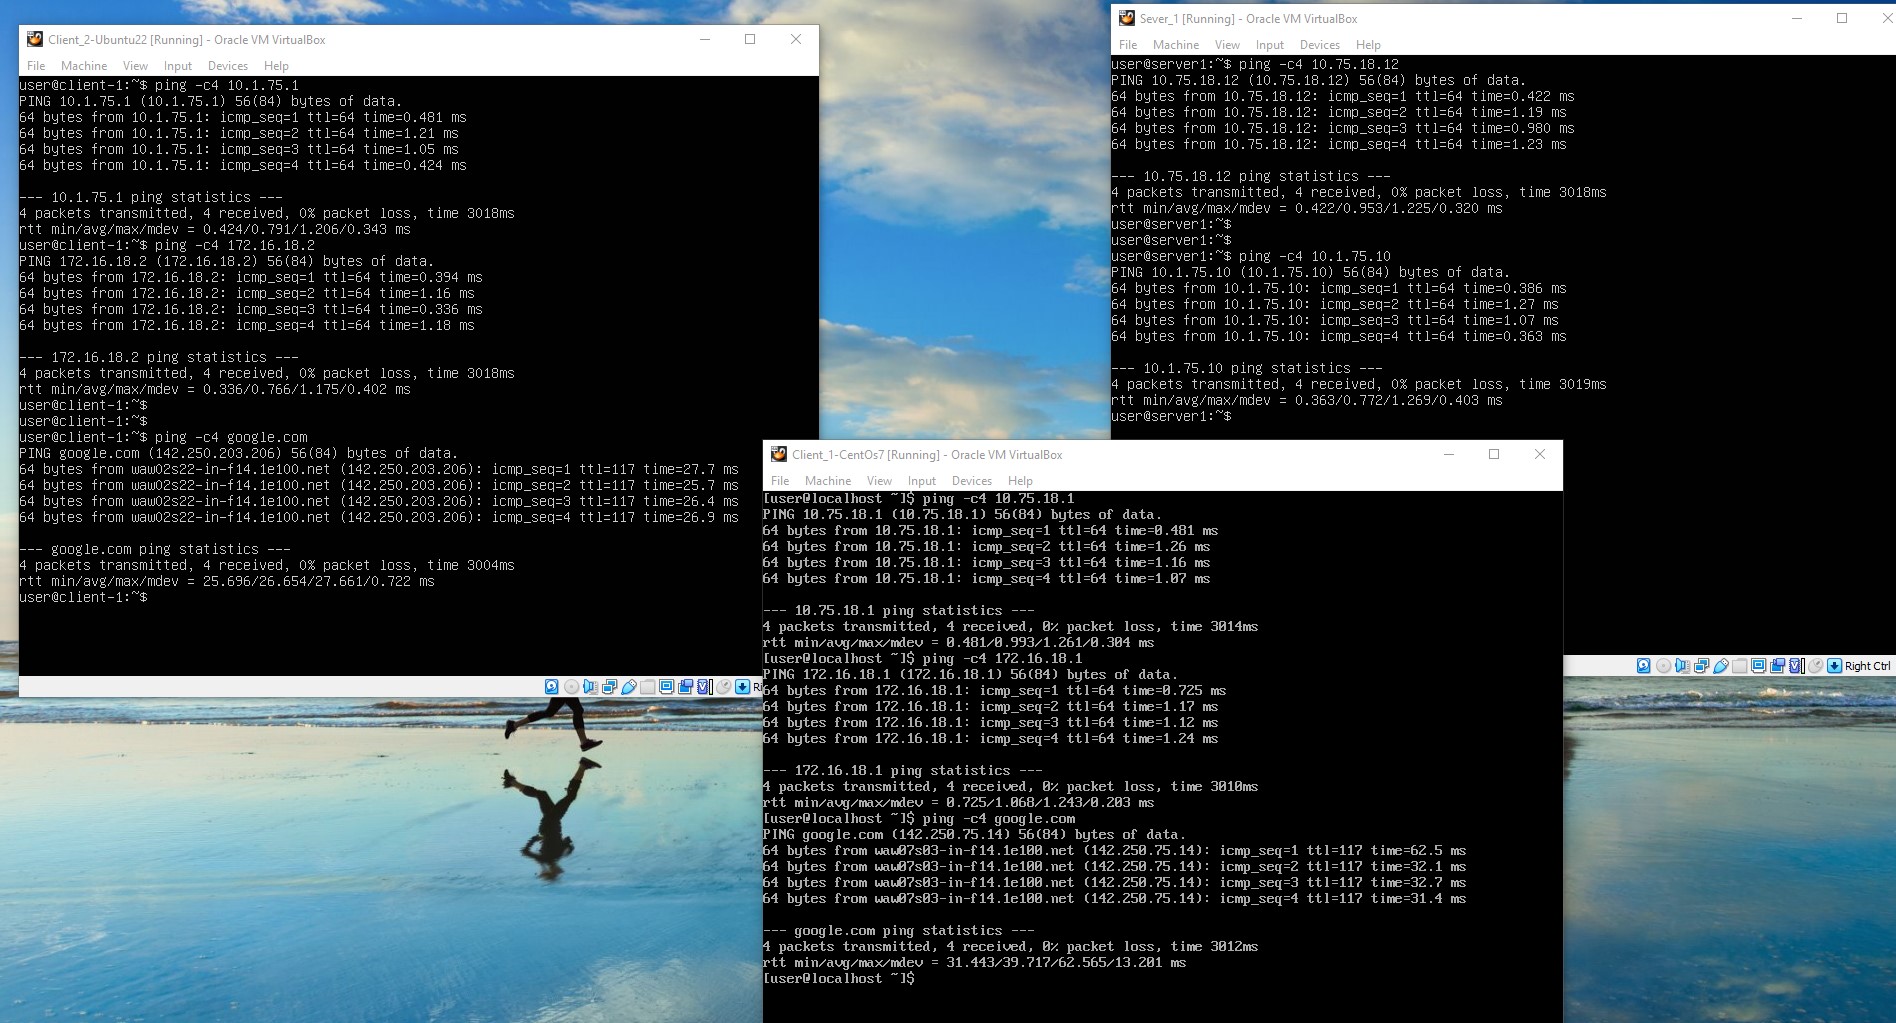 Client_2-Ubuntu22 [Running] - Oracle VM VirtualBox
File Machine View Input Devices Help
user@client-1:~$ ping -c4 10.1.75.1
PING 10.1.75.1 (10.1.75.1) 56(84) bytes of data.
64 bytes from 10.1.75.1: icmp_seq=1 ttl=64 time=0.481 ms
64 bytes from 10.1.75.1: icmp_seq=2 ttl=64 time=1.21 ms
64 bytes from 10.1.75.1: icmp_seq=3 ttl=64 time=1.05 ms
64 bytes from 10.1.75.1: icmp_seq=4 ttl=64 time=0.424 ms
--- 10.1.75.1 ping statistics ---
4 packets transmitted, 4 received, 0% packet loss, time 3018ms
rtt min/avg/max/mdev = 0.424/0.791/1.206/0.343 ms
user@client-1:~$ ping -c4 172.16.18.2
PING 172.16.18.2 (172.16.18.2) 56(84) bytes of data.
64 bytes from 172.16.18.2: icmp_seq=1 ttl=64 time=0.394 ms
64 bytes from 172.16.18.2: icmp_seq=2 ttl=64 time=1.16 ms
64 bytes from 172.16.18.2: icmp_seq=3 ttl=64 time=0.336 ms
64 bytes from 172.16.18.2: icmp_seq=4 ttl=64 time=1.18 ms
--- 172.16.18.2 ping statistics ---
4 packets transmitted, 4 received, 0% packet loss, time 3018ms
rtt min/avg/max/mdev = 0.336/0.766/1.175/0.402 ms
user@client-1:~$
user@client-1:~$
user@client-1:~$ ping -c4 google.com
PING google.com (142.250.203.206) 56(84) bytes of data.
64 bytes from waw02s22-in-f14.1e100.net (142.250.203.206): icmp_seq=1 ttl=117 time=27.7 ms
64 bytes from waw02s22-in-f14.1e100.net (142.250.203.206): icmp_seq=2 ttl=117 time=25.7 ms
64 bytes from waw02s22-in-f14.1e100.net (142.250.203.206): icmp_seq=3 ttl=117 time=26.4 ms
64 bytes from waw02s22-in-f14.1e100.net (142.250.203.206): icmp_seq=4 ttl=117 time=26.9 ms
--- google.com ping statistics ---
4 packets transmitted, 4 received, 0% packet loss, time 3004ms
rtt min/avg/max/mdev = 25.696/26.654/27.661/0.722 ms
user@client-1:~$
Sever_1 [Running] - Oracle VM VirtualBox
File Machine View Input Devices Help
user@server1:~$ ping -c4 10.75.18.12
PING 10.75.18.12 (10.75.18.12) 56(84) bytes of data.
64 bytes from 10.75.18.12: icmp_seq=1 ttl=64 time=0.422 ms
64 bytes from 10.75.18.12: icmp_seq=2 ttl=64 time=1.19 ms
64 bytes from 10.75.18.12: icmp_seq=3 ttl=64 time=0.980 ms
64 bytes from 10.75.18.12: icmp_seq=4 ttl=64 time=1.23 ms
--- 10.75.18.12 ping statistics ---
4 packets transmitted, 4 received, 0% packet loss, time 3018ms
rtt min/avg/max/mdev = 0.422/0.953/1.225/0.320 ms
user@server1:~$
user@server1:~$
user@server1:~$ ping -c4 10.1.75.10
PING 10.1.75.10 (10.1.75.10) 56(84) bytes of data.
64 bytes from 10.1.75.10: icmp_seq=1 ttl=64 time=0.386 ms
64 bytes from 10.1.75.10: icmp_seq=2 ttl=64 time=1.27 ms
64 bytes from 10.1.75.10: icmp_seq=3 ttl=64 time=1.07 ms
64 bytes from 10.1.75.10: icmp_seq=4 ttl=64 time=0.363 ms
--- 10.1.75.10 ping statistics ---
4 packets transmitted, 4 received, 0% packet loss, time 3019ms
rtt min/avg/max/mdev = 0.363/0.772/1.269/0.403 ms
user@server1:~$
Right Ctrl
Client_1-CentOs7 [Running] - Oracle VM VirtualBox
File Machine View Input Devices Help
[user@localhost ~]$ ping -c4 10.75.18.1
PING 10.75.18.1 (10.75.18.1) 56(84) bytes of data.
64 bytes from 10.75.18.1: icmp_seq=1 ttl=64 time=0.481 ms
64 bytes from 10.75.18.1: icmp_seq=2 ttl=64 time=1.26 ms
64 bytes from 10.75.18.1: icmp_seq=3 ttl=64 time=1.16 ms
64 bytes from 10.75.18.1: icmp_seq=4 ttl=64 time=1.07 ms
--- 10.75.18.1 ping statistics ---
4 packets transmitted, 4 received, 0% packet loss, time 3014ms
rtt min/avg/max/mdev = 0.481/0.993/1.261/0.304 ms
[user@localhost ~]$ ping -c4 172.16.18.1
PING 172.16.18.1 (172.16.18.1) 56(84) bytes of data.
64 bytes from 172.16.18.1: icmp_seq=1 ttl=64 time=0.725 ms
64 bytes from 172.16.18.1: icmp_seq=2 ttl=64 time=1.17 ms
64 bytes from 172.16.18.1: icmp_seq=3 ttl=64 time=1.12 ms
64 bytes from 172.16.18.1: icmp_seq=4 ttl=64 time=1.24 ms
--- 172.16.18.1 ping statistics ---
4 packets transmitted, 4 received, 0% packet loss, time 3010ms
rtt min/avg/max/mdev = 0.725/1.068/1.243/0.203 ms
[user@localhost ~]$ ping -c4 google.com
PING google.com (142.250.75.14) 56(84) bytes of data.
64 bytes from waw07s03-in-f14.1e100.net (142.250.75.14): icmp_seq=1 ttl=117 time=62.5 ms
64 bytes from waw07s03-in-f14.1e100.net (142.250.75.14): icmp_seq=2 ttl=117 time=32.1 ms
64 bytes from waw07s03-in-f14.1e100.net (142.250.75.14): icmp_seq=3 ttl=117 time=32.7 ms
64 bytes from waw07s03-in-f14.1e100.net (142.250.75.14): icmp_seq=4 ttl=117 time=31.4 ms
--- google.com ping statistics ---
4 packets transmitted, 4 received, 0% packet loss, time 3012ms
rtt min/avg/max/mdev = 31.443/39.717/62.565/13.201 ms
[user@localhost ~]$